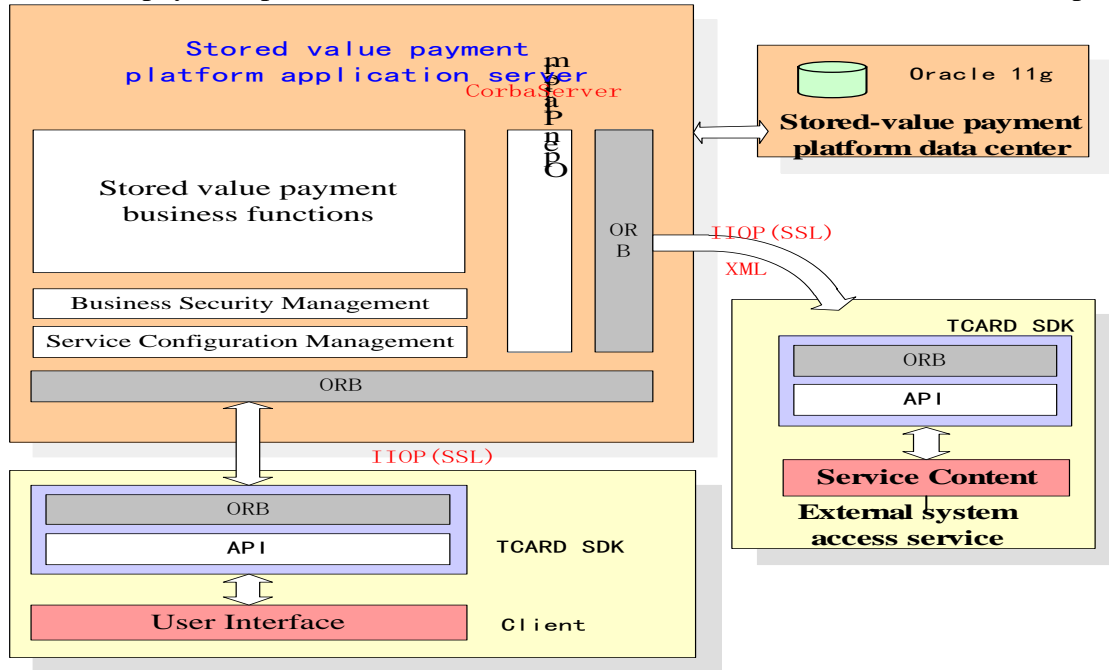 Stored value payment
platform application server
CorbaServer
OpenPlatform
Stored value payment
business functions
Business Security Management
Service Configuration Management
OR
B
ORB
Oracle 11g
Stored-value payment
platform data center
IIOP(SSL)
XML
TCARD SDK
ORB
API
Service Content
External system
access service
IIOP(SSL)
ORB
API
TCARD SDK
User Interface
Client